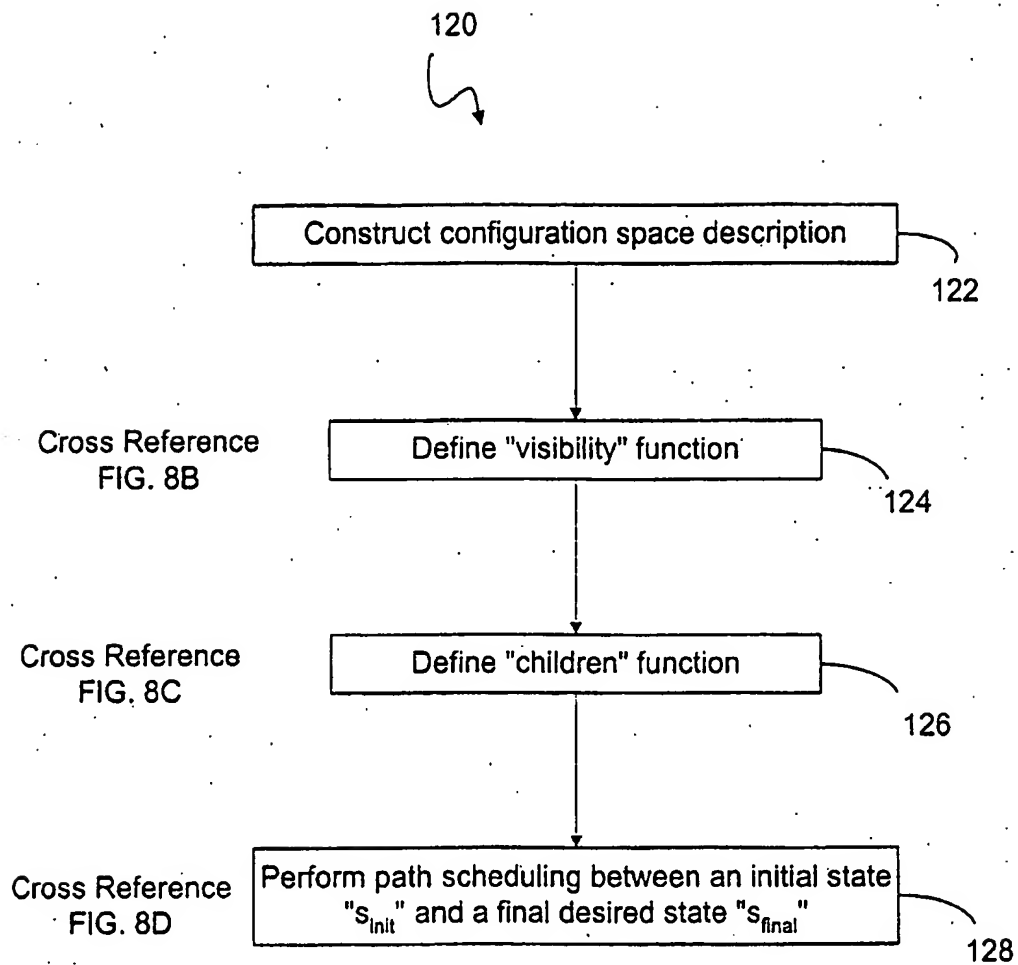 120
Construct configuration space description
122
Cross Reference
FIG. 8B
Define "visibility" function
124
Cross Reference
FIG. 8C
Define "children" function
126
Cross Reference
FIG. 8D
Perform path scheduling between an initial state
"s_init" and a final desired state "s_final"
128